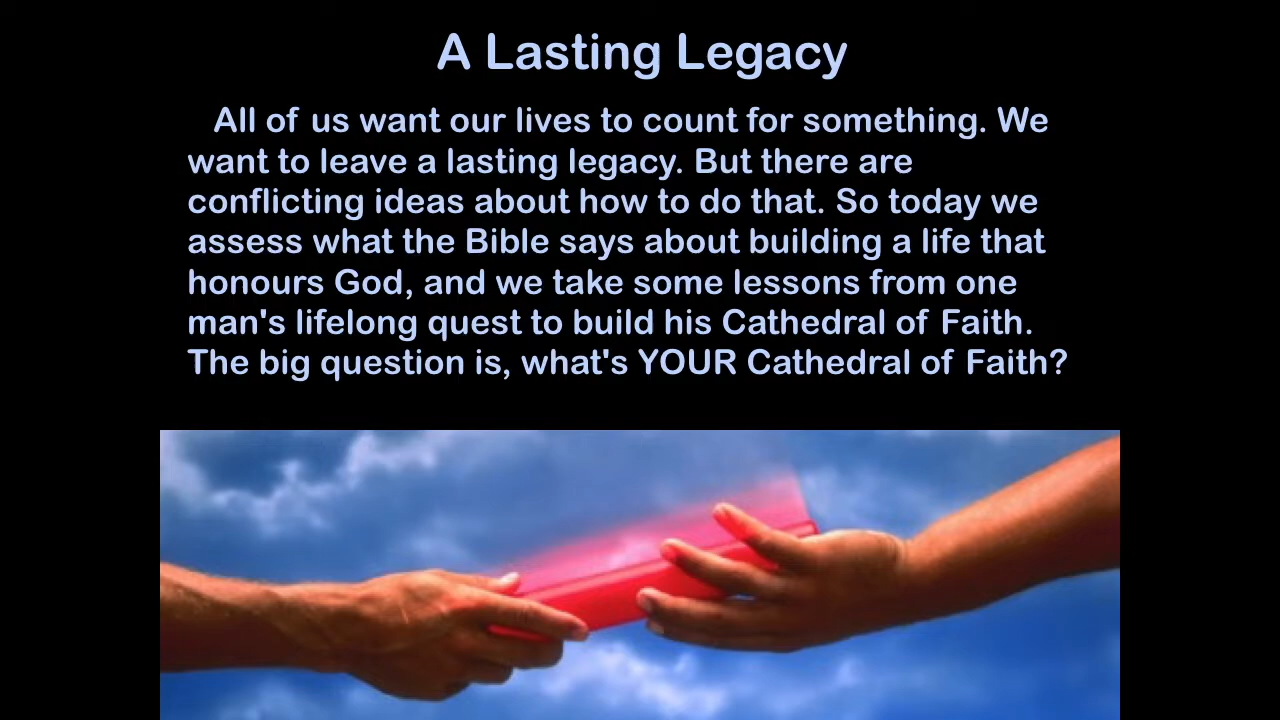 A Lasting Legacy
All of us want our lives to count for something. We
want to leave a lasting legacy. But there are
conflicting ideas about how to do that. So today we
assess what the Bible says about building a life that
honours God, and we take some lessons from one
man's lifelong quest to build his Cathedral of Faith.
The big question is, what's YOUR Cathedral of Faith?